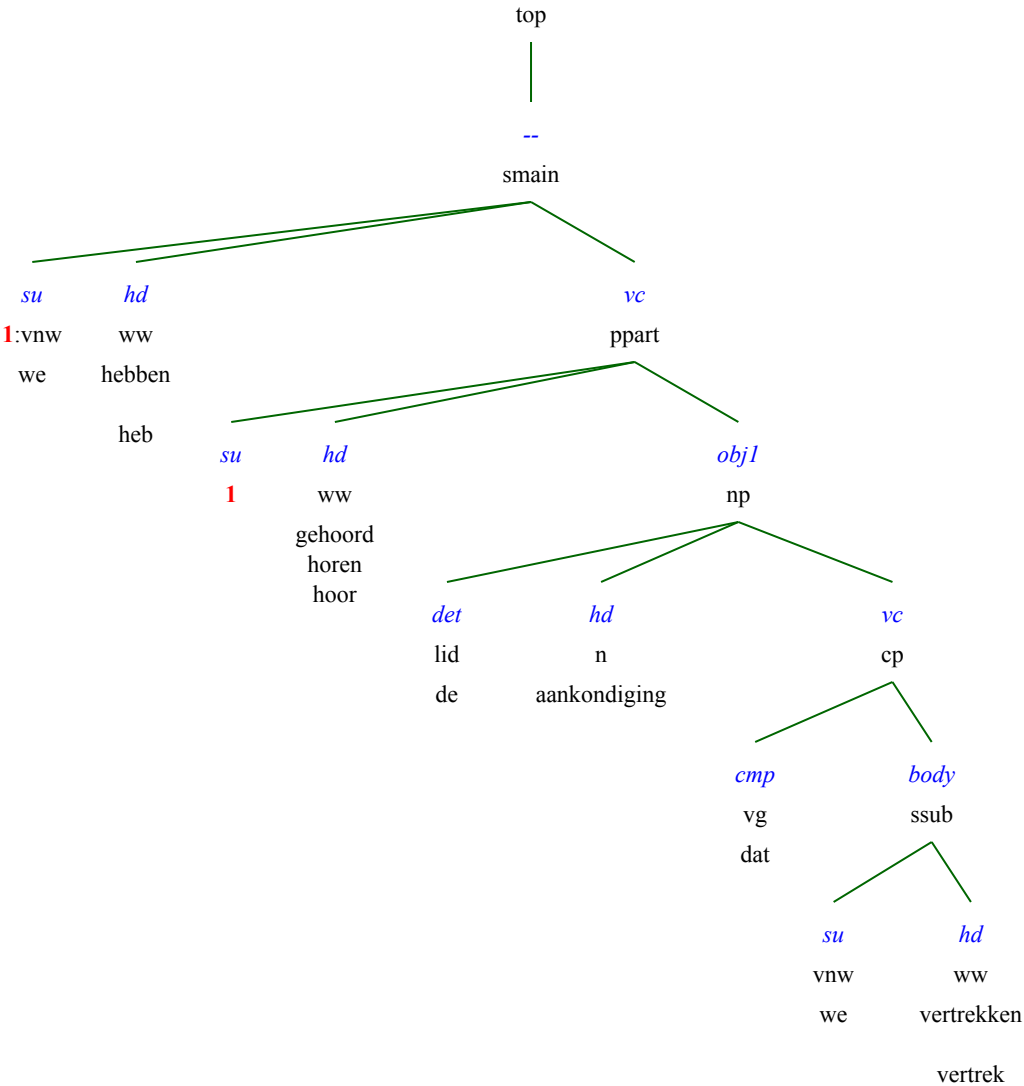 top
--
smain
su hd vc
1:vnw ww ppart
we hebben
heb
su hd obj1
1 ww np
gehoord
horen
hoor
det hd vc
lid n cp
de aankondiging
cmp body
vg ssub
dat
su hd
vnw ww
we vertrekken
vertrek